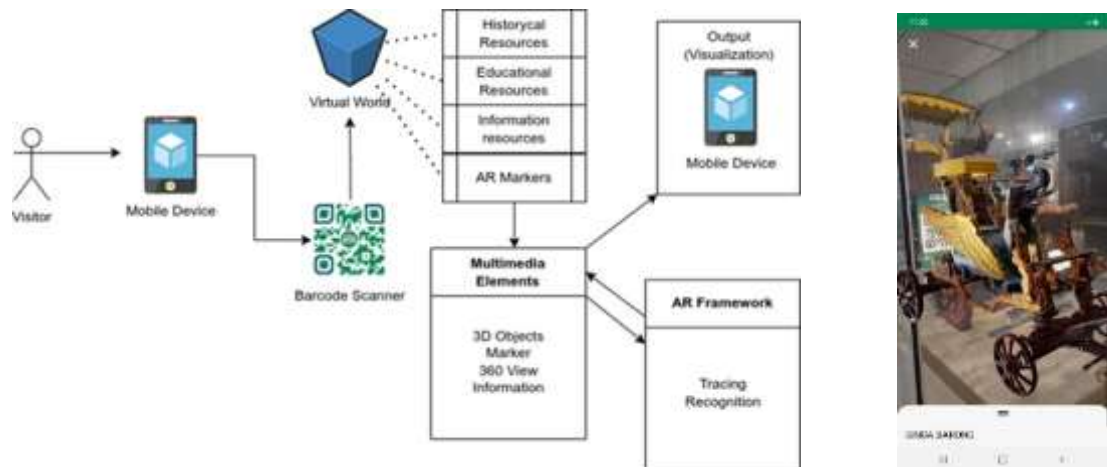 Visitor
Mobile Device
Barcode Scanner
Virtual World
Historycal
Resources
Educational
Resources
Information
resources
AR Markers
Multimedia
Elements
3D Objects
Marker
360 View
Information
Output
(Visualization)
Mobile Device
AR Framework
Tracing
Recognition